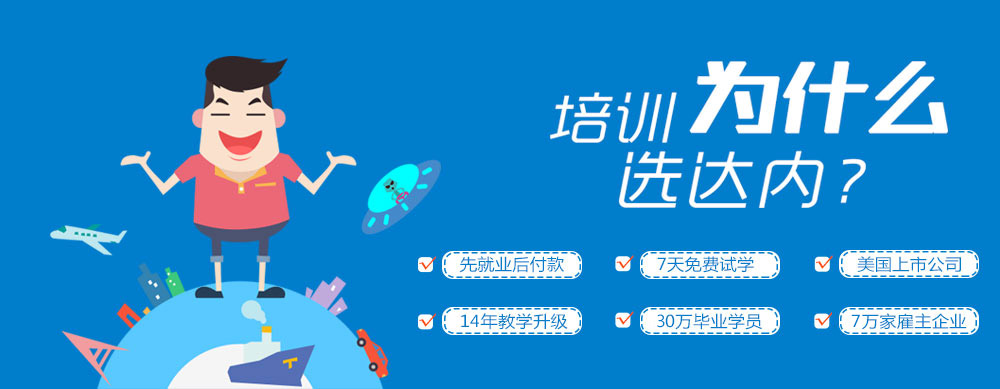 培训为什么
选达内？
先就业后付款
7天免费试学
美国上市公司
14年教学升级
30万毕业学员
7万家雇主企业